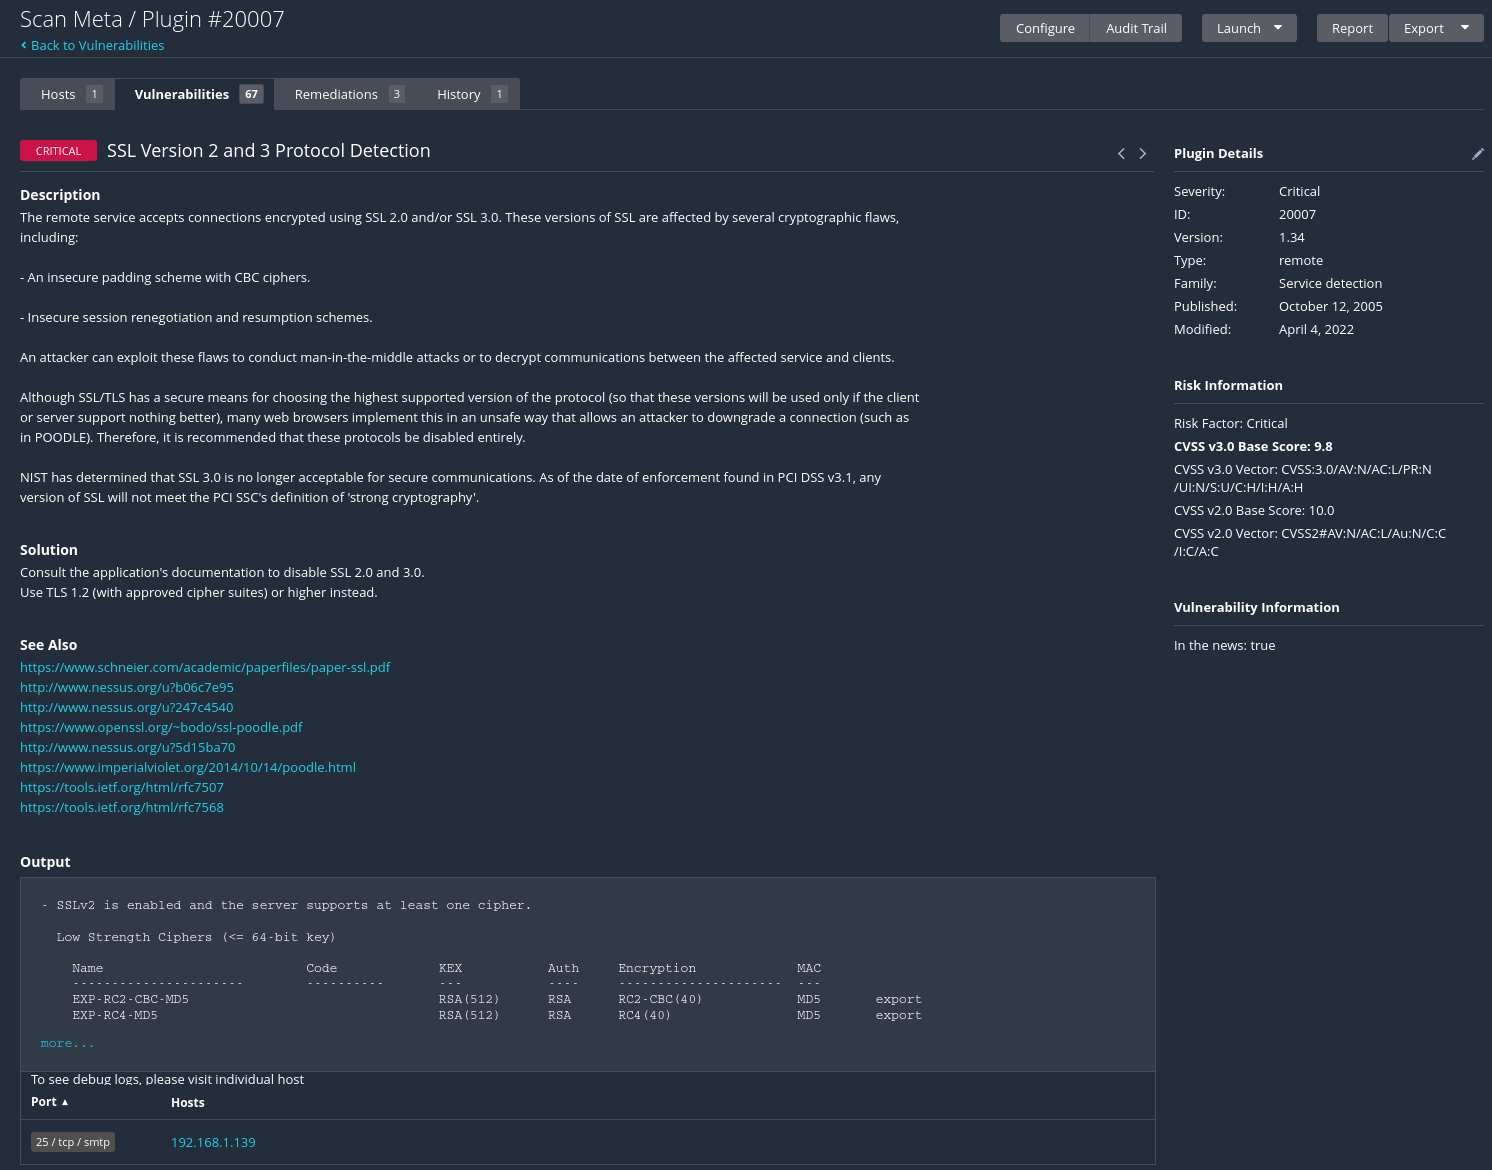 Scan Meta / Plugin #20007
‹ Back to Vulnerabilities
Configure Audit Trail Launch Report Export
Hosts 1 Vulnerabilities 67 Remediations 3 History 1
CRITICAL SSL Version 2 and 3 Protocol Detection
Description
The remote service accepts connections encrypted using SSL 2.0 and/or SSL 3.0. These versions of SSL are affected by several cryptographic flaws,
including:
- An insecure padding scheme with CBC ciphers.
- Insecure session renegotiation and resumption schemes.
An attacker can exploit these flaws to conduct man-in-the-middle attacks or to decrypt communications between the affected service and clients.
Although SSL/TLS has a secure means for choosing the highest supported version of the protocol (so that these versions will be used only if the client
or server support nothing better), many web browsers implement this in an unsafe way that allows an attacker to downgrade a connection (such as
in POODLE). Therefore, it is recommended that these protocols be disabled entirely.
NIST has determined that SSL 3.0 is no longer acceptable for secure communications. As of the date of enforcement found in PCI DSS v3.1, any
version of SSL will not meet the PCI SSC's definition of 'strong cryptography'.
Solution
Consult the application's documentation to disable SSL 2.0 and 3.0.
Use TLS 1.2 (with approved cipher suites) or higher instead.
See Also
https://www.schneier.com/academic/paperfiles/paper-ssl.pdf
http://www.nessus.org/u?b06c7e95
http://www.nessus.org/u?247c4540
https://www.openssl.org/~bodo/ssl-poodle.pdf
http://www.nessus.org/u?5d15ba70
https://www.imperialviolet.org/2014/10/14/poodle.html
https://tools.ietf.org/html/rfc7507
https://tools.ietf.org/html/rfc7568
Output
- SSLv2 is enabled and the server supports at least one cipher.
Low Strength Ciphers (<= 64-bit key)
Name Code KEX Auth Encryption MAC
---------------------- ---------- --- ---- --------------------- ---
EXP-RC2-CBC-MD5 RSA(512) RSA RC2-CBC(40) MD5 export
EXP-RC4-MD5 RSA(512) RSA RC4(40) MD5 export
more...
To see debug logs, please visit individual host
Port ▲ Hosts
25 / tcp / smtp 192.168.1.139
Plugin Details
Severity: Critical
ID: 20007
Version: 1.34
Type: remote
Family: Service detection
Published: October 12, 2005
Modified: April 4, 2022
Risk Information
Risk Factor: Critical
CVSS v3.0 Base Score: 9.8
CVSS v3.0 Vector: CVSS:3.0/AV:N/AC:L/PR:N
/UI:N/S:U/C:H/I:H/A:H
CVSS v2.0 Base Score: 10.0
CVSS v2.0 Vector: CVSS2#AV:N/AC:L/Au:N/C:C
/I:C/A:C
Vulnerability Information
In the news: true